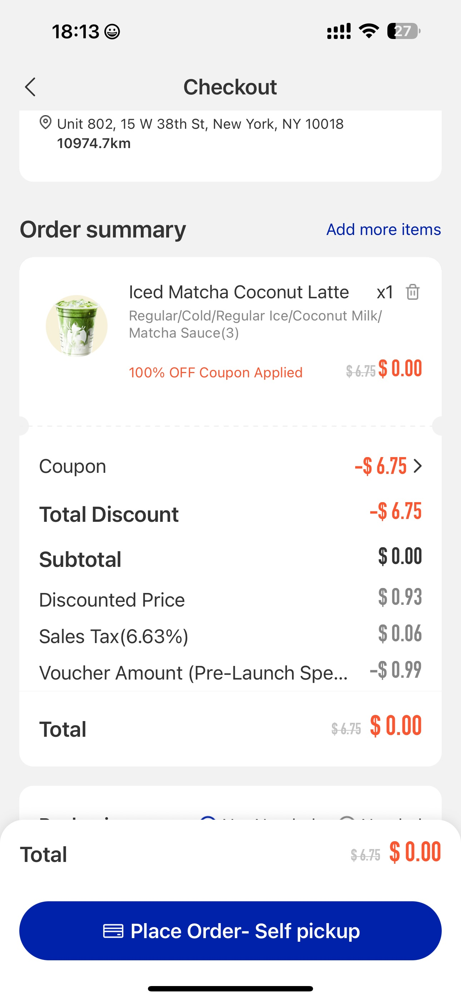 18:13
27
Checkout
Unit 802, 15 W 38th St, New York, NY 10018
10974.7km
Order summary
Add more items
Iced Matcha Coconut Latte x1
Regular/Cold/Regular Ice/Coconut Milk/
Matcha Sauce(3)
100% OFF Coupon Applied $ 6.75 $ 0.00
Coupon -$ 6.75
Total Discount -$ 6.75
Subtotal $ 0.00
Discounted Price $ 0.93
Sales Tax(6.63%) $ 0.06
Voucher Amount (Pre-Launch Spe... -$ 0.99
Total $ 6.75 $ 0.00
Total $ 6.75 $ 0.00
Place Order- Self pickup